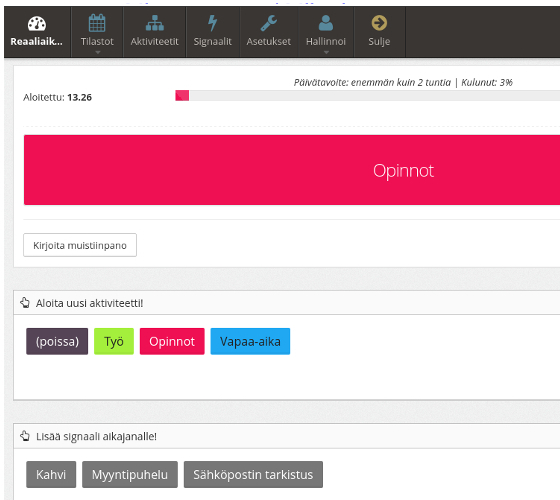 Reaaliaik... Tilastot Aktiviteetit Signaalit Asetukset Hallinnoi Sulje
Päivätavoite: enemmän kuin 2 tuntia | Kulunut: 3%
Aloitettu: 13.26
Opinnot
Kirjoita muistiinpano
Aloita uusi aktiviteetti!
(poissa) Työ Opinnot Vapaa-aika
Lisää signaali aikajanalle!
Kahvi Myyntipuhelu Sähköpostin tarkistus